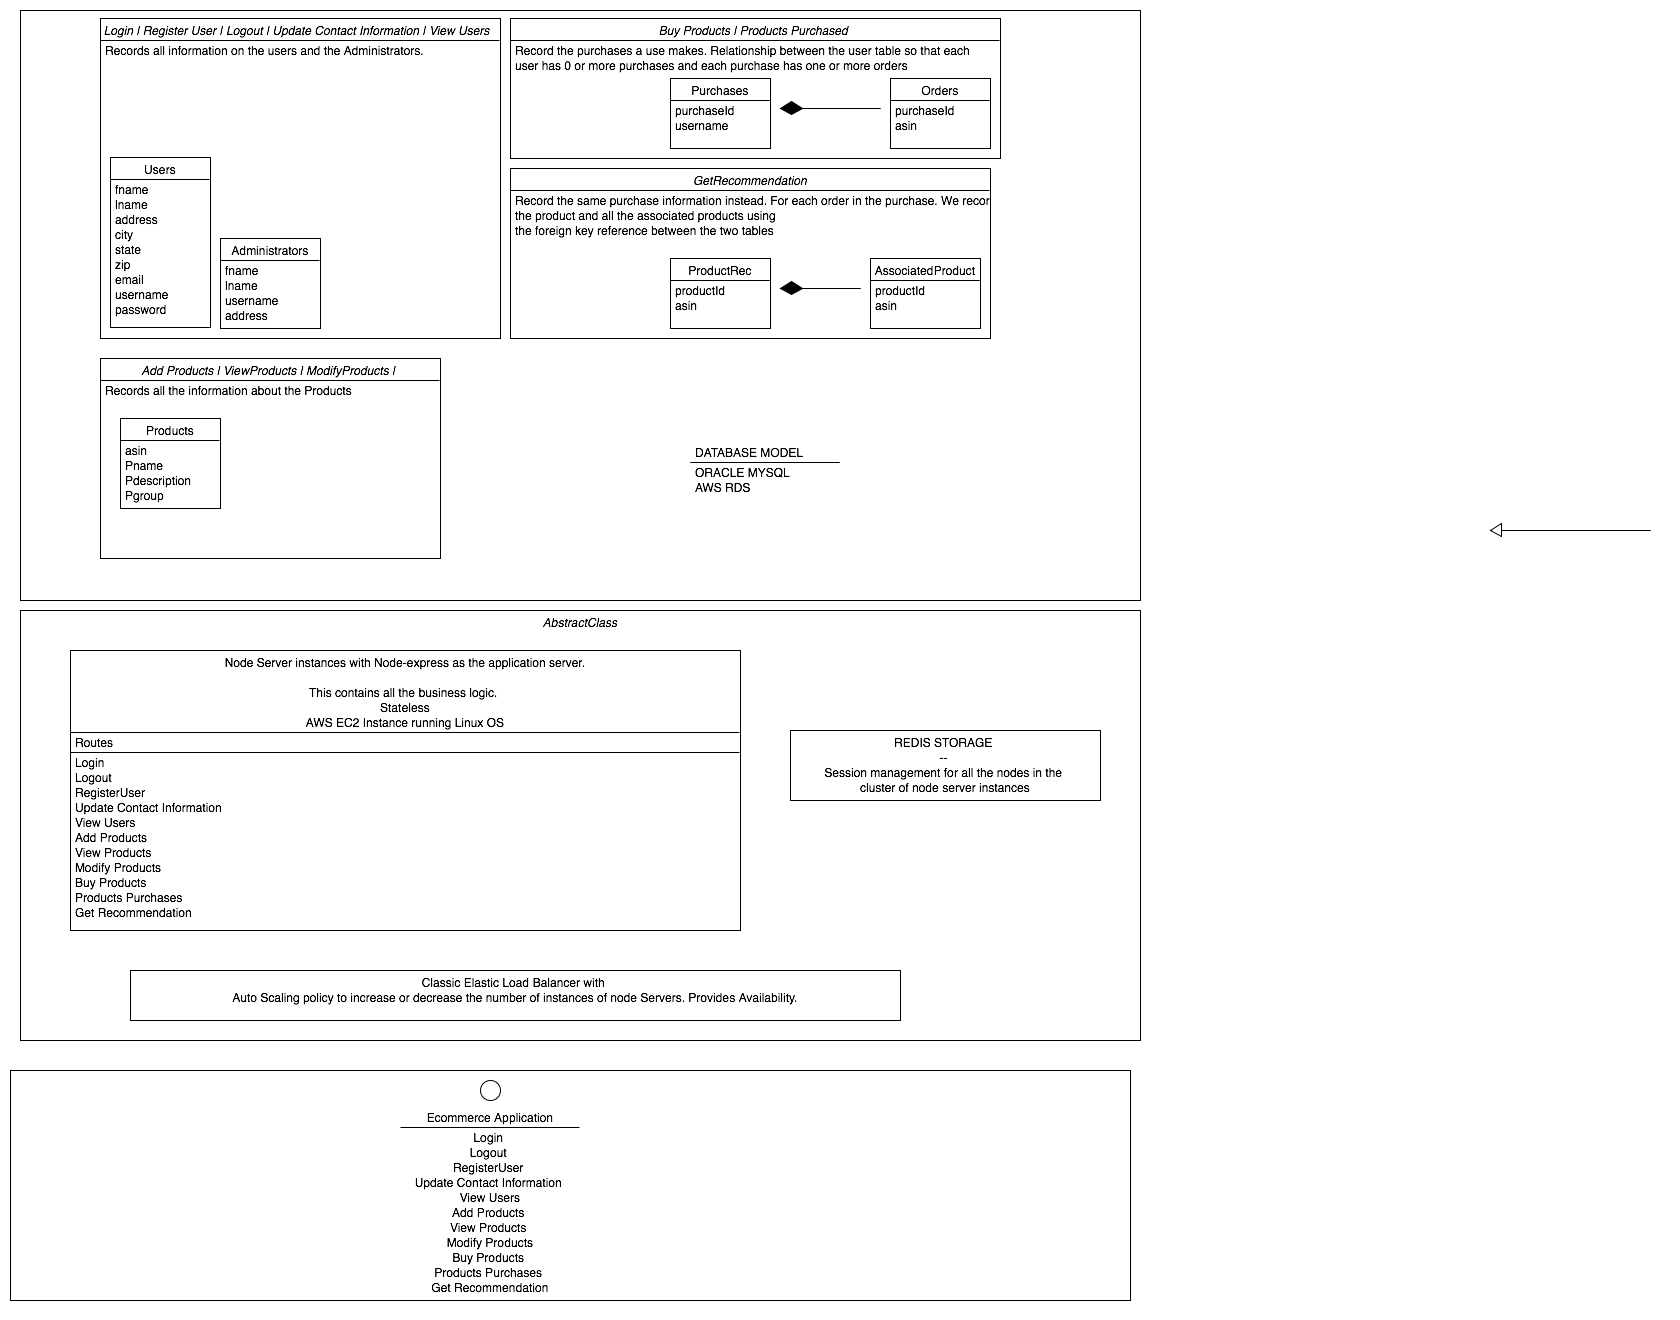 Login / Register User / Logout / Update Contact Information / View Users
Records all information on the users and the Administrators.
Users
fname
lname
address
city
state
zip
email
username
password
Administrators
fname
lname
username
address
Buy Products / Products Purchased
Record the purchases a use makes. Relationship between the user table so that each
user has 0 or more purchases and each purchase has one or more orders
Purchases
purchaseId
username
Orders
purchaseId
asin
GetRecommendation
Record the same purchase information instead. For each order in the purchase. We recor
the product and all the associated products using
the foreign key reference between the two tables
ProductRec
productId
asin
AssociatedProduct
productId
asin
Add Products / ViewProducts / ModifyProducts /
Records all the information about the Products
Products
asin
Pname
Pdescription
Pgroup
DATABASE MODEL
ORACLE MYSQL
AWS RDS
AbstractClass
Node Server instances with Node-express as the application server.
This contains all the business logic.
Stateless
AWS EC2 Instance running Linux OS
Routes
Login
Logout
RegisterUser
Update Contact Information
View Users
Add Products
View Products
Modify Products
Buy Products
Products Purchases
Get Recommendation
REDIS STORAGE
--
Session management for all the nodes in the
cluster of node server instances
Classic Elastic Load Balancer with
Auto Scaling policy to increase or decrease the number of instances of node Servers. Provides Availability.
Ecommerce Application
Login
Logout
RegisterUser
Update Contact Information
View Users
Add Products
View Products
Modify Products
Buy Products
Products Purchases
Get Recommendation